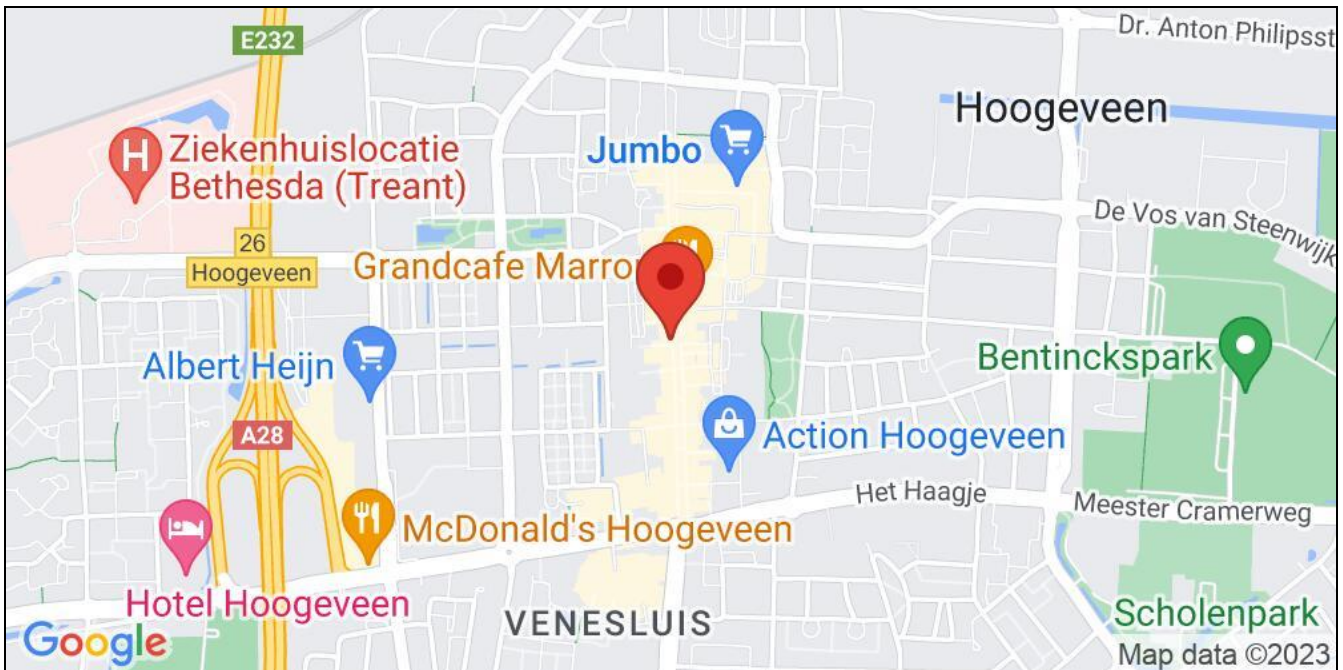 Dr. Anton Philipsst
E232
Hoogeveen
Ziekenhuislocatie
Bethesda (Treant)
Jumbo
De Vos van Steenwijk
26
Hoogeveen
Grandcafe Marro
Albert Heijn
Bentinckspark
A28
Action Hoogeveen
Het Haagje
Meester Cramerweg
McDonald's Hoogeveen
Hotel Hoogeveen
VENESLUIS
Scholenpark
Google
Map data ©2023